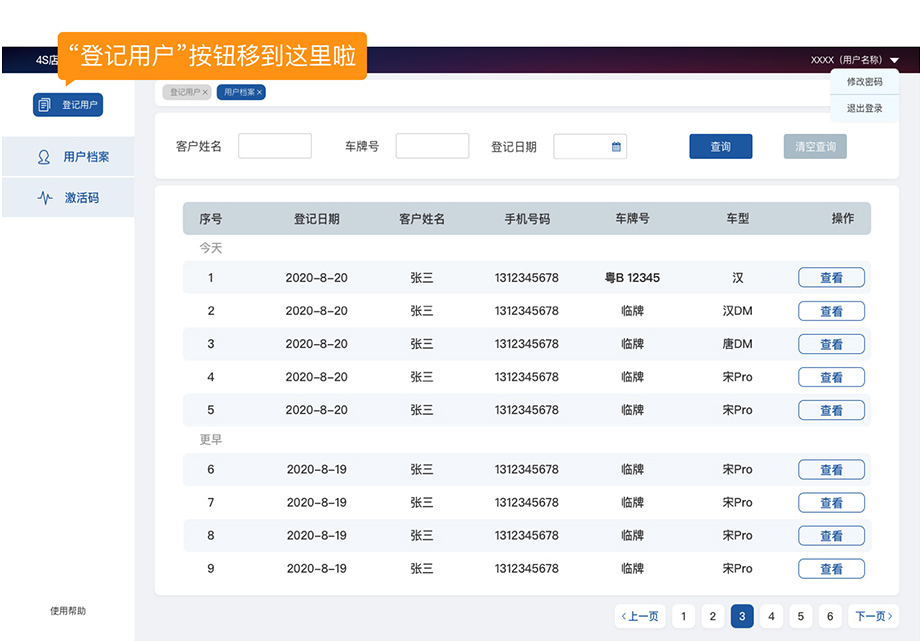 “登记用户”按钮移到这里啦
4S店
XXXX（用户名称）
修改密码
退出登录
登记用户
用户档案
激活码
使用帮助
登记用户× 用户档案×
客户姓名 车牌号 登记日期 查询 清空查询
序号 登记日期 客户姓名 手机号码 车牌号 车型 操作
今天
1 2020-8-20 张三 1312345678 粤B 12345 汉 查看
2 2020-8-20 张三 1312345678 临牌 汉DM 查看
3 2020-8-20 张三 1312345678 临牌 唐DM 查看
4 2020-8-20 张三 1312345678 临牌 宋Pro 查看
5 2020-8-20 张三 1312345678 临牌 宋Pro 查看
更早
6 2020-8-19 张三 1312345678 临牌 宋Pro 查看
7 2020-8-19 张三 1312345678 临牌 宋Pro 查看
8 2020-8-19 张三 1312345678 临牌 宋Pro 查看
9 2020-8-19 张三 1312345678 临牌 宋Pro 查看
‹上一页 1 2 3 4 5 6 下一页›